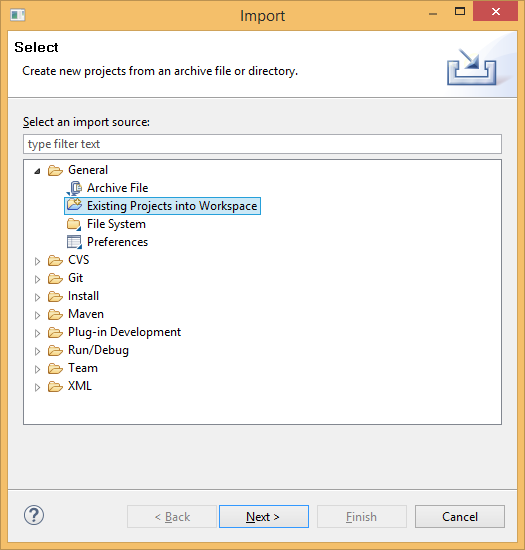 Import
Select
Create new projects from an archive file or directory.
Select an import source:
type filter text
General
Archive File
Existing Projects into Workspace
File System
Preferences
CVS
Git
Install
Maven
Plug-in Development
Run/Debug
Team
XML
?
< Back
Next >
Finish
Cancel